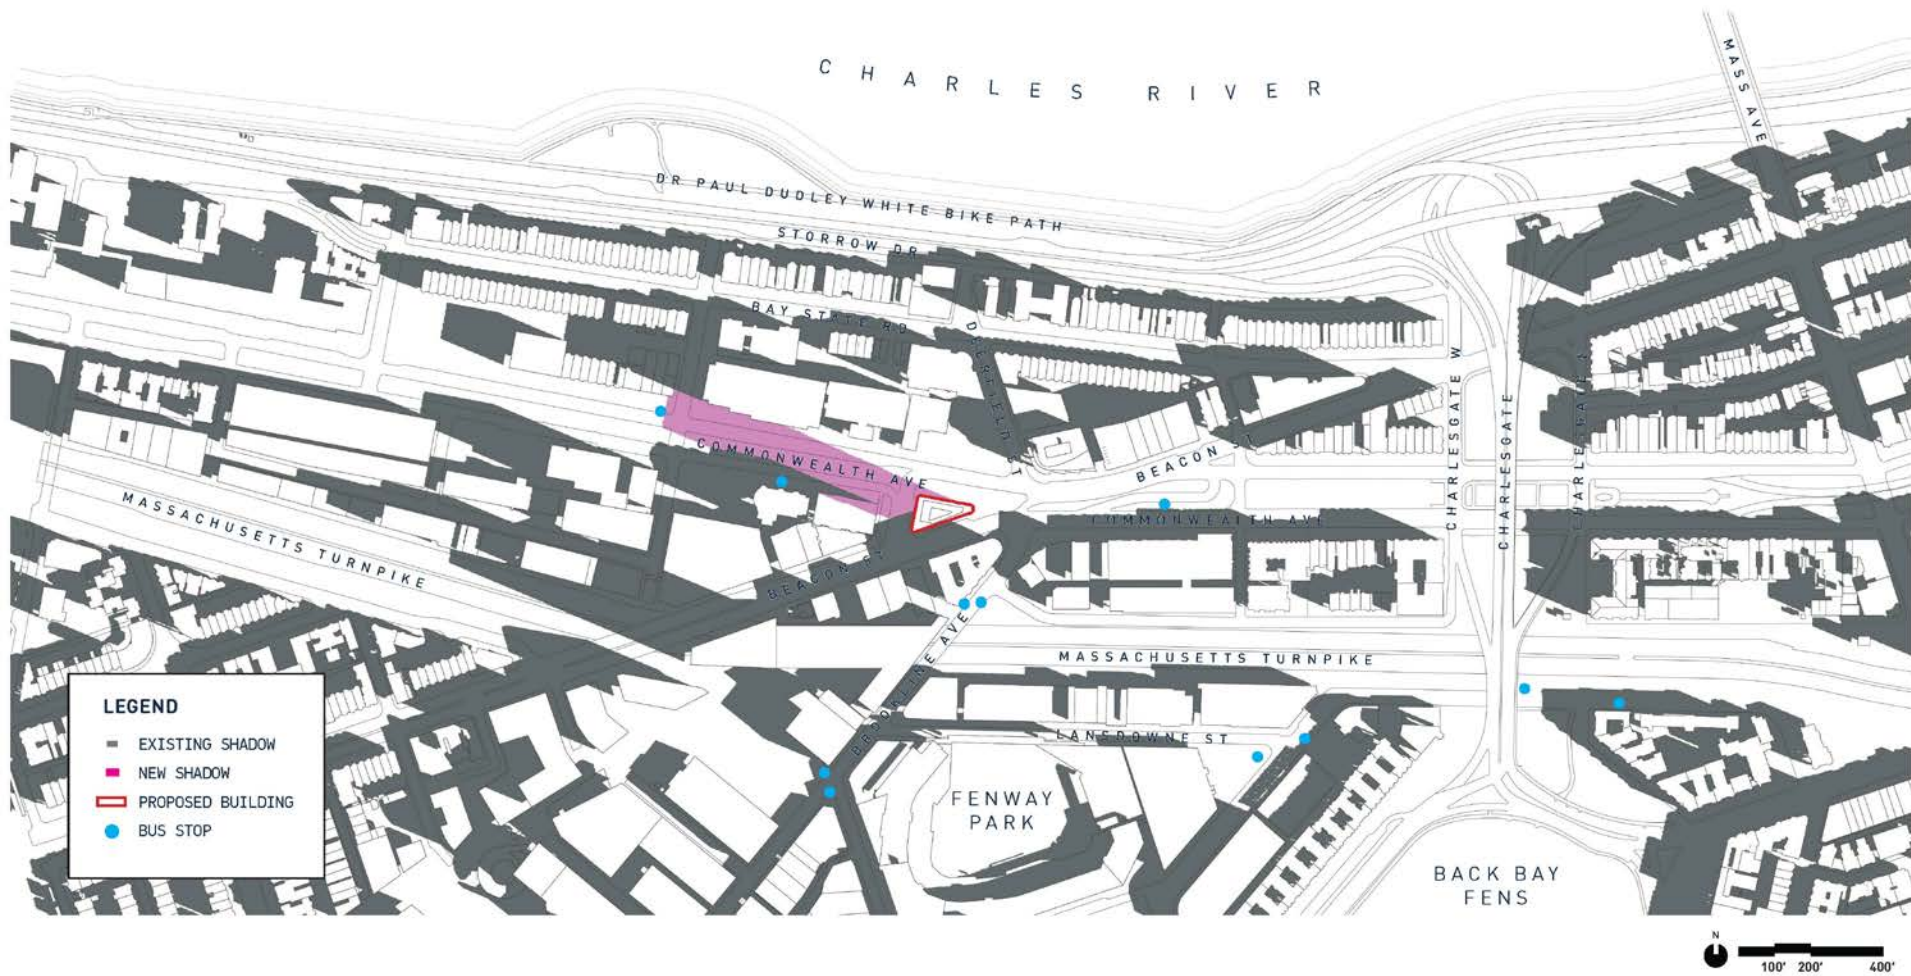 CHARLES RIVER
MASS AVE
DR PAUL DUDLEY WHITE BIKE PATH
STORROW DR
BAY STATE RD
DEERFIELD ST
COMMONWEALTH AVE
BEACON ST
CHARLESGATE W
CHARLESGATE
COMMONWEALTH AVE
MASSACHUSETTS TURNPIKE
BEACON ST
BROOKLINE AVE
MASSACHUSETTS TURNPIKE
LANSDOWNE ST
FENWAY
PARK
BACK BAY
FENS
LEGEND
EXISTING SHADOW
NEW SHADOW
PROPOSED BUILDING
BUS STOP
N
100' 200' 400'